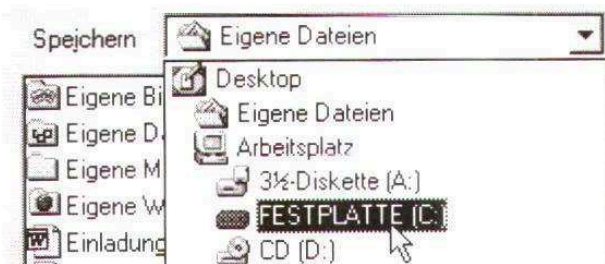 Speichern
Eigene Dateien
Desktop
Eigene Dateien
Arbeitsplatz
3½-Diskette (A:)
FESTPLATTE (C:
CD (D:)
Eigene Bi
Eigene D
Eigene M
Eigene W
Einladung